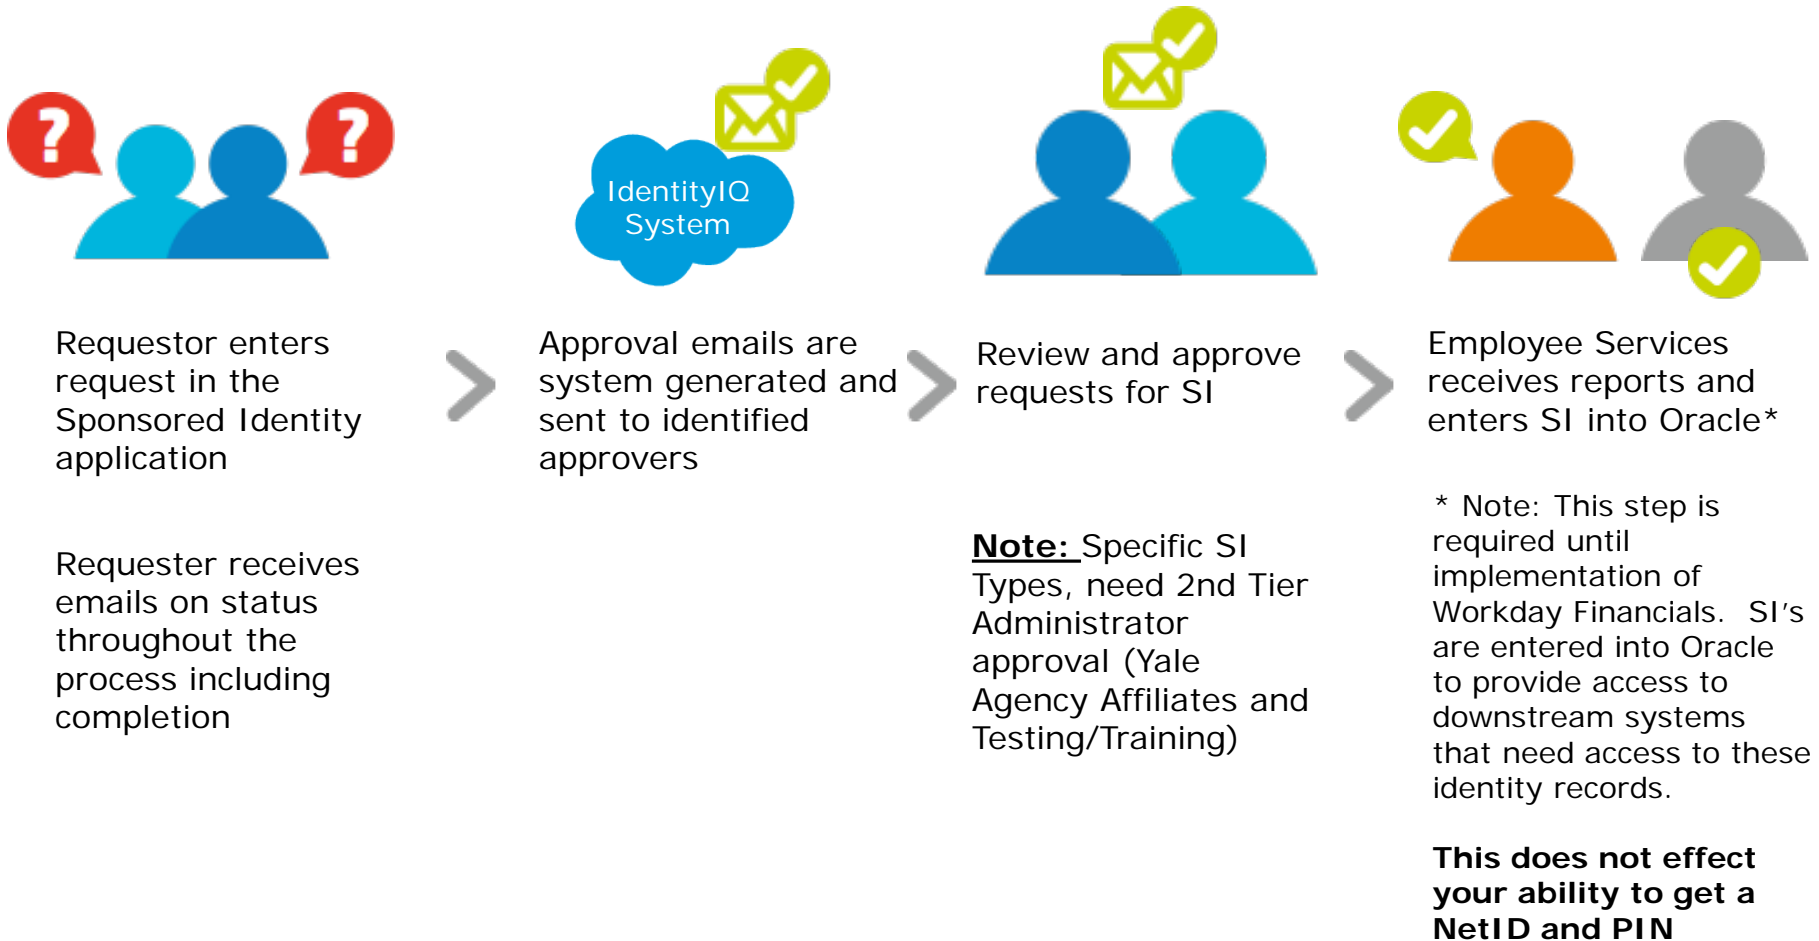 ?
?
IdentityIQ
System
Requestor enters
request in the
Sponsored Identity
application
Requester receives
emails on status
throughout the
process including
completion
Approval emails are
system generated and
sent to identified
approvers
Review and approve
requests for SI
Note: Specific SI
Types, need 2nd Tier
Administrator
approval (Yale
Agency Affiliates and
Testing/Training)
Employee Services
receives reports and
enters SI into Oracle*
* Note: This step is
required until
implementation of
Workday Financials.  SI's
are entered into Oracle
to provide access to
downstream systems
that need access to these
identity records.
This does not effect
your ability to get a
NetID and PIN